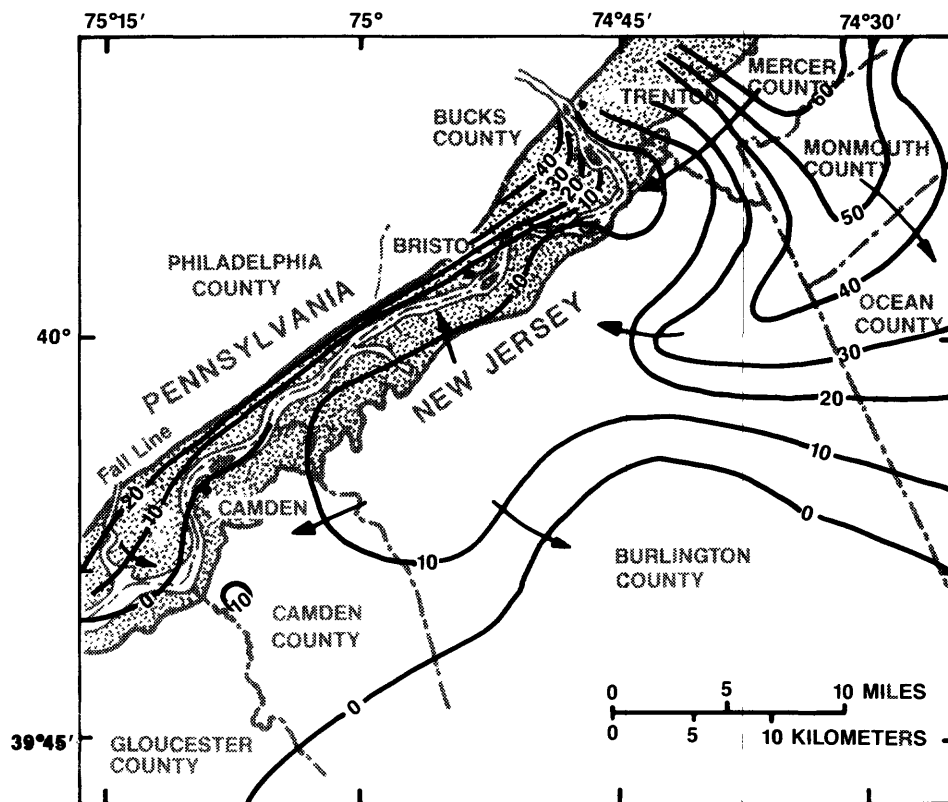 75°15′
75°
74°45′
74°30′
MERCER
COUNTY
TRENTON
60
BUCKS
COUNTY
MONMOUTH
COUNTY
40
30
20
10
50
BRISTO
PHILADELPHIA
COUNTY
10
40
OCEAN
COUNTY
PENNSYLVANIA
NEW JERSEY
40°
30
20
Fall Line
10
20
10
CAMDEN
0
10
BURLINGTON
COUNTY
0
10
CAMDEN
COUNTY
0 5 10 MILES
0
0 5 10 KILOMETERS
39°45′
GLOUCESTER
COUNTY